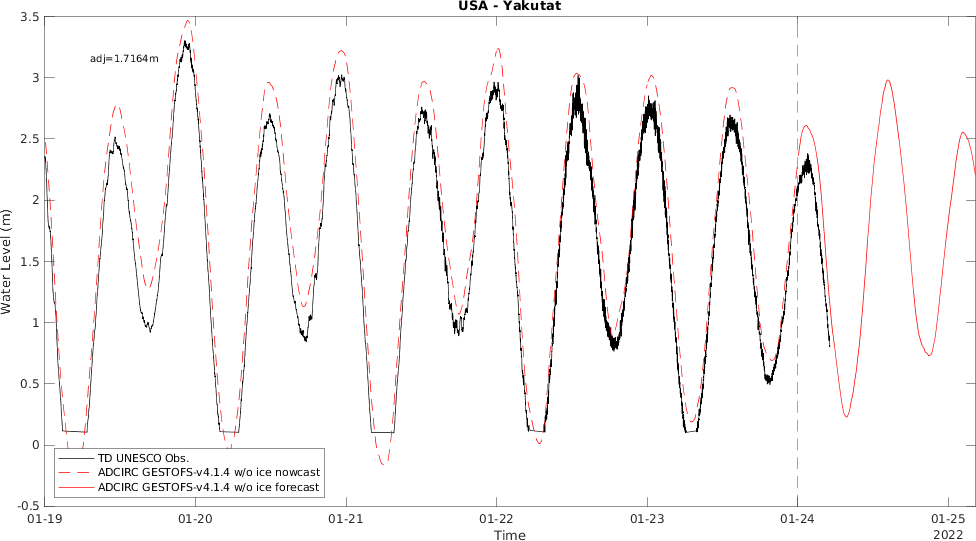 USA - Yakutat
adj=1.7164m
Water Level (m)
3.5
3
2.5
2
1.5
1
0.5
0
-0.5
TD UNESCO Obs.
ADCIRC GESTOFS-v4.1.4 w/o ice nowcast
ADCIRC GESTOFS-v4.1.4 w/o ice forecast
01-19 01-20 01-21 01-22 01-23 01-24 01-25
Time
2022